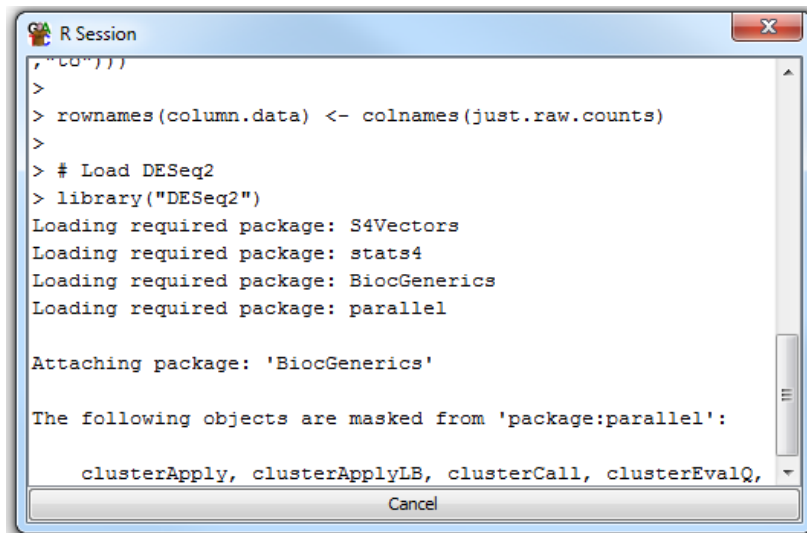 R Session
,"to")))
>
> rownames(column.data) <- colnames(just.raw.counts)
>
> # Load DESeq2
> library("DESeq2")
Loading required package: S4Vectors
Loading required package: stats4
Loading required package: BiocGenerics
Loading required package: parallel
Attaching package: 'BiocGenerics'
The following objects are masked from 'package:parallel':
clusterApply, clusterApplyLB, clusterCall, clusterEvalQ,
Cancel